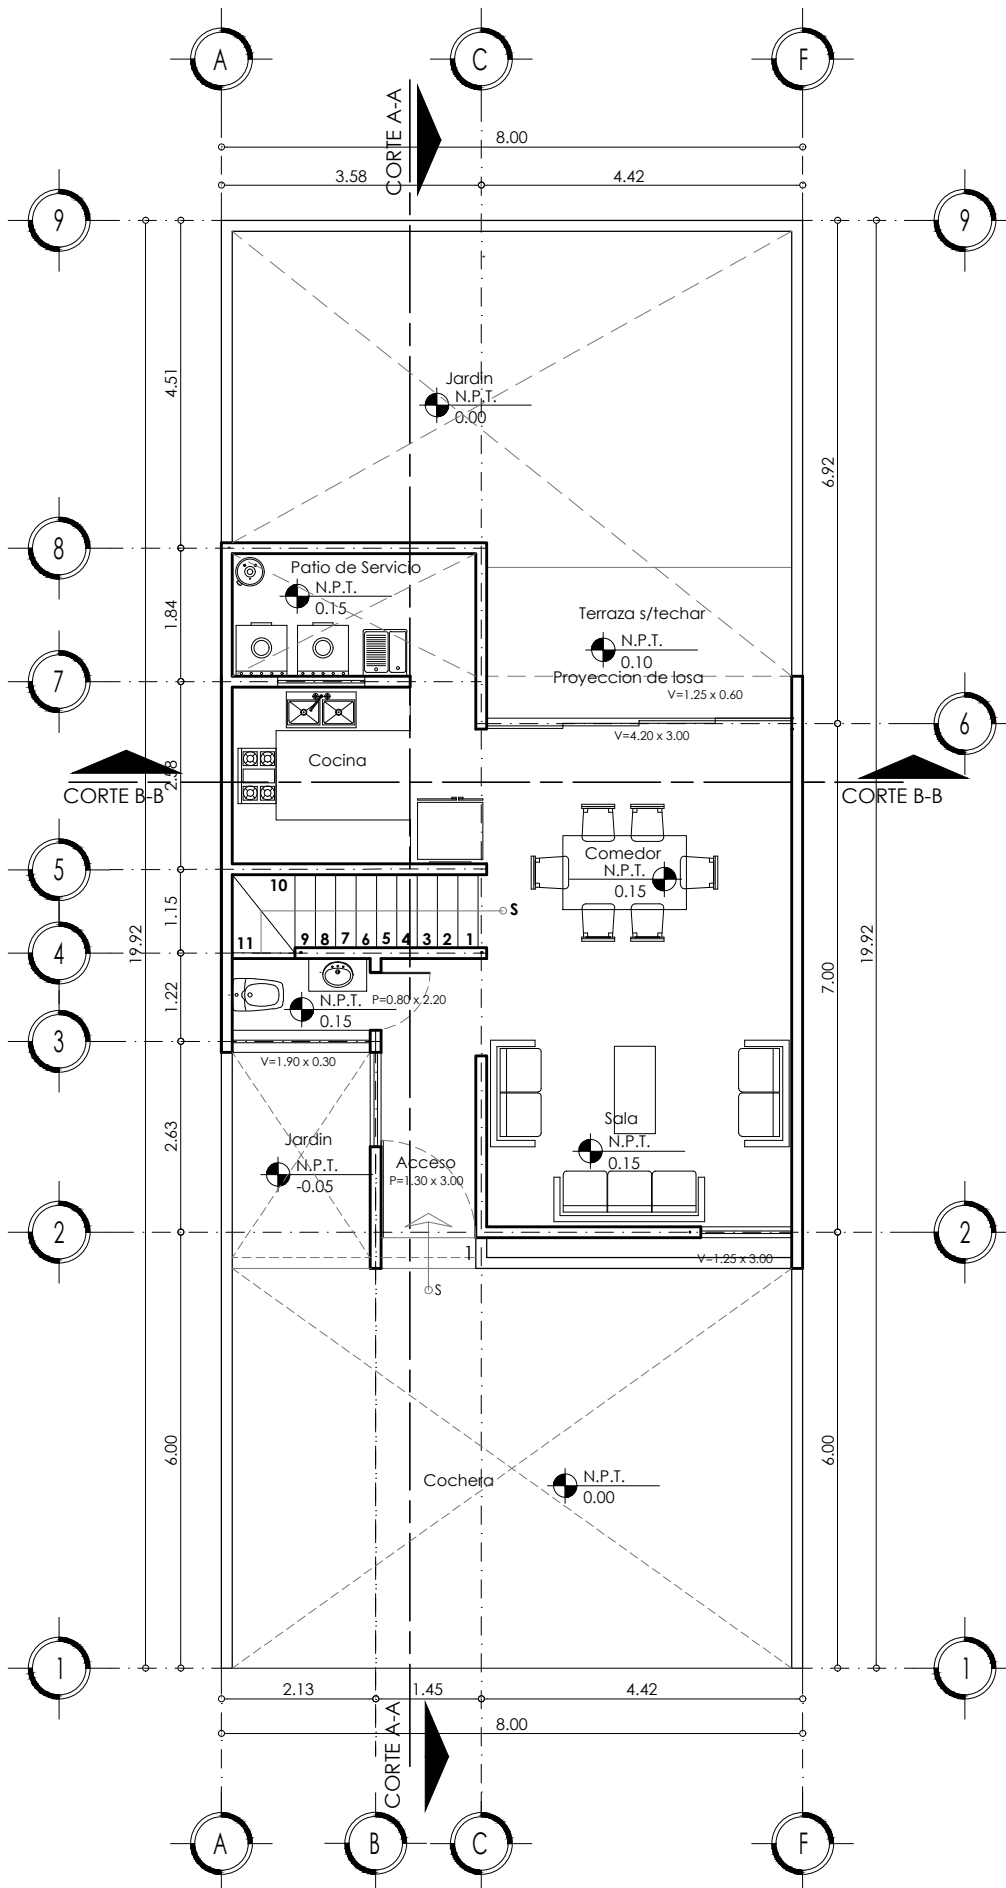 A
C
F
CORTE A-A
8.00
3.58
4.42
9
9
4.51
6.92
Jardin
N.P.T.
0.00
8
Patio de Servicio
N.P.T.
0.15
1.84
Terraza s/techar
N.P.T.
0.10
Proyeccion de losa
V=1.25 x 0.60
7
6
V=4.20 x 3.00
Cocina
2.58
CORTE B-B
CORTE B-B
Comedor
N.P.T.
0.15
5
10
S
1.15
19.92
19.92
11
9 8 7 6 5 4 3 2 1
4
7.00
1.22
N.P.T.
0.15
P=0.80 x 2.20
3
V=1.90 x 0.30
2.63
Jardin
N.P.T.
-0.05
Acceso
P=1.30 x 3.00
Sala
N.P.T.
0.15
2
2
1
V=1.25 x 3.00
S
6.00
6.00
Cochera
N.P.T.
0.00
1
1
2.13
1.45
4.42
8.00
CORTE A-A
A
B
C
F